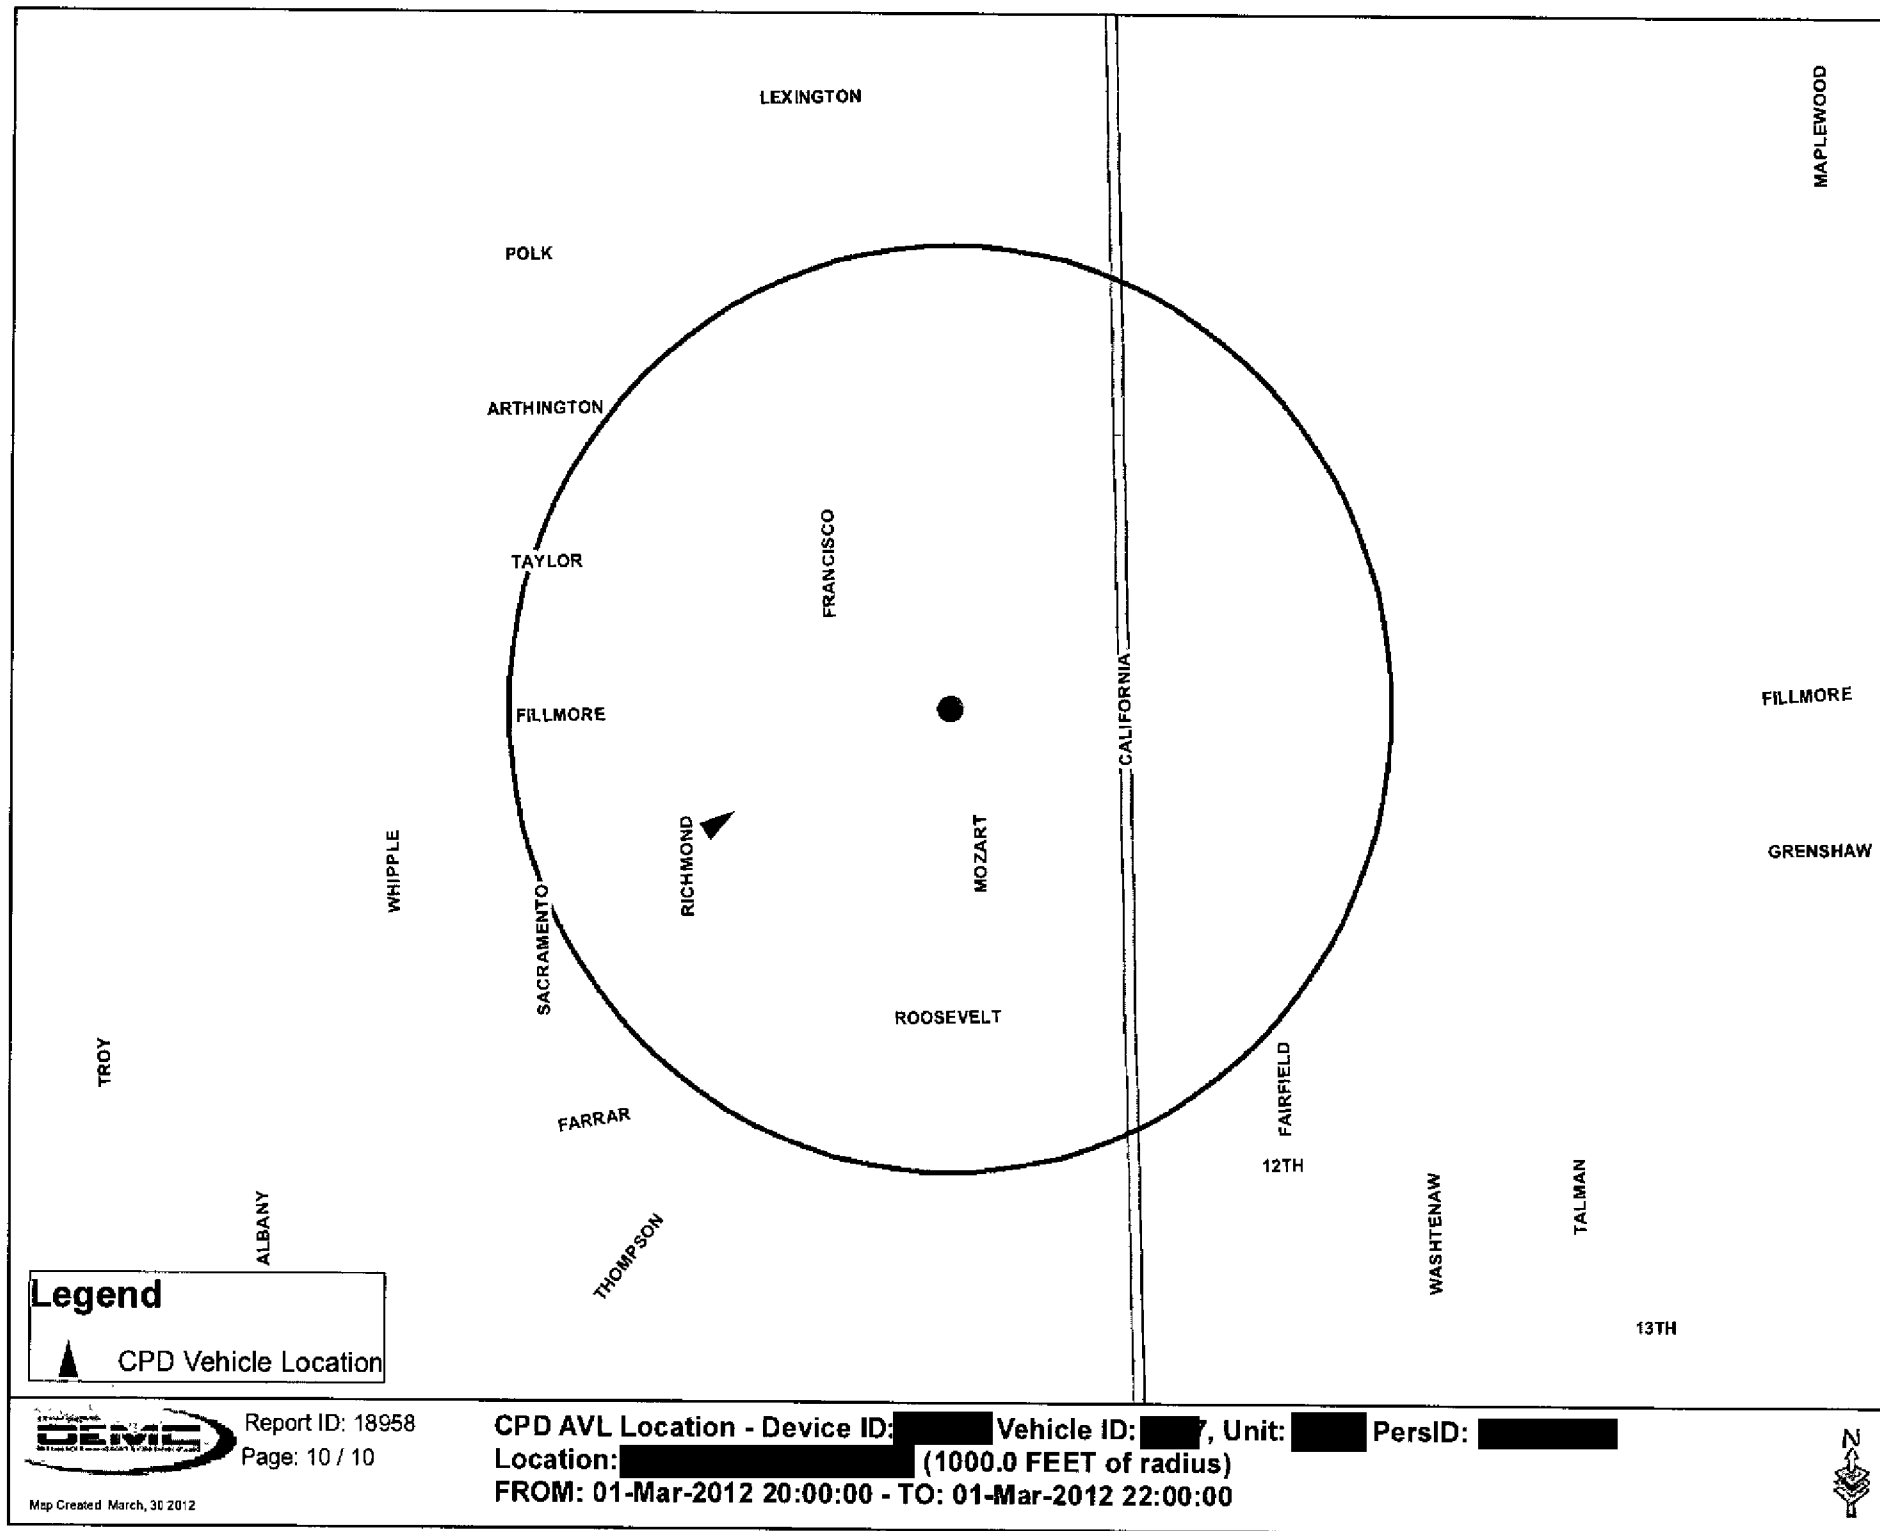 LEXINGTON
MAPLEWOOD
POLK
ARTHINGTON
FRANCISCO
TAYLOR
CALIFORNIA
FILLMORE
FILLMORE
WHIPPLE
RICHMOND
MOZART
GRENSHAW
SACRAMENTO
ROOSEVELT
TROY
FARRAR
FAIRFIELD
12TH
ALBANY
THOMPSON
WASHTENAW
TALMAN
13TH
Legend
CPD Vehicle Location
OEMC
Report ID: 18958
Page: 10 / 10
Map Created March, 30 2012
CPD AVL Location - Device ID: Vehicle ID: 7, Unit: PersID:
Location: (1000.0 FEET of radius)
FROM: 01-Mar-2012 20:00:00 - TO: 01-Mar-2012 22:00:00
N